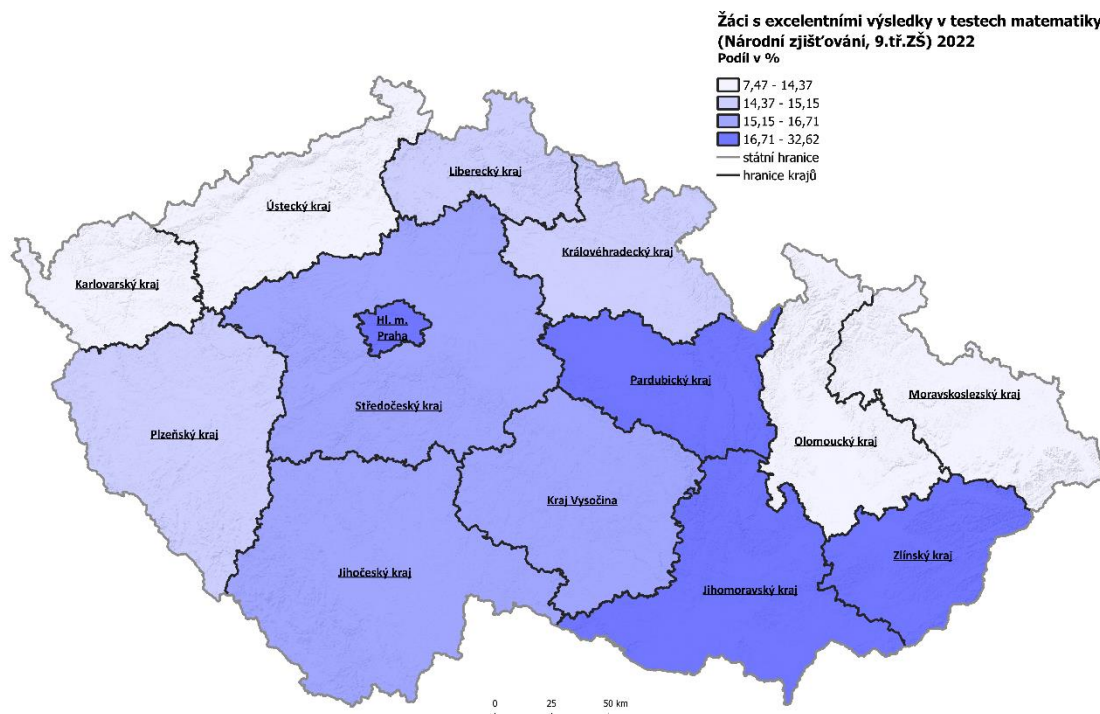 Žáci s excelentními výsledky v testech matematiky
(Národní zjišťování, 9.tř.ZŠ) 2022
Podíl v %
7,47 - 14,37
14,37 - 15,15
15,15 - 16,71
16,71 - 32,62
státní hranice
hranice krajů
Liberecký kraj
Ústecký kraj
Královéhradecký kraj
Karlovarský kraj
Hl. m.
Praha
Pardubický kraj
Moravskoslezský kraj
Středočeský kraj
Plzeňský kraj
Olomoucký kraj
Kraj Vysočina
Zlínský kraj
Jihočeský kraj
Jihomoravský kraj
0 25 50 km